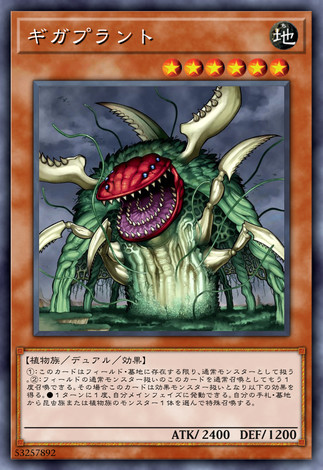 ギガプラント
地
【植物族/デュアル/効果】
①:このカードはフィールド・墓地に存在する限り、通常モンスターとして扱う。②:フィールドの通常モンスター扱いのこのカードを通常召喚としてもう1度召喚できる。その場合このカードは効果モンスター扱いとなり以下の効果を得る。●1ターンに1度、自分メインフェイズに発動できる。自分の手札・墓地から昆虫族または植物族のモンスター1体を選んで特殊召喚する。
ATK/2400 DEF/1200
53257892